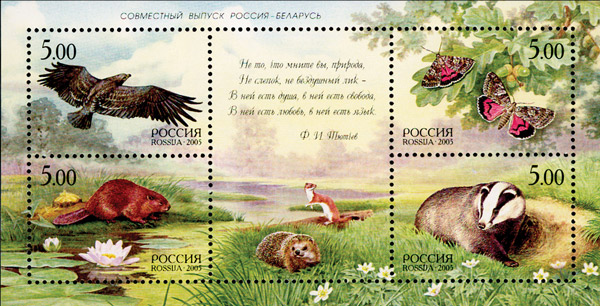 СОВМЕСТНЫЙ ВЫПУСК РОССИЯ-БЕЛАРУСЬ
5.00
РОССИЯ
ROSSIJA · 2005
Не то, что мните вы, природа,
Не слепок, не бездушный лик –
В ней есть душа, в ней есть свобода,
В ней есть любовь, в ней есть язык.
Ф. И. Тютчев
5.00
РОССИЯ
ROSSIJA · 2005
5.00
РОССИЯ
ROSSIJA · 2005
5.00
РОССИЯ
ROSSIJA · 2005